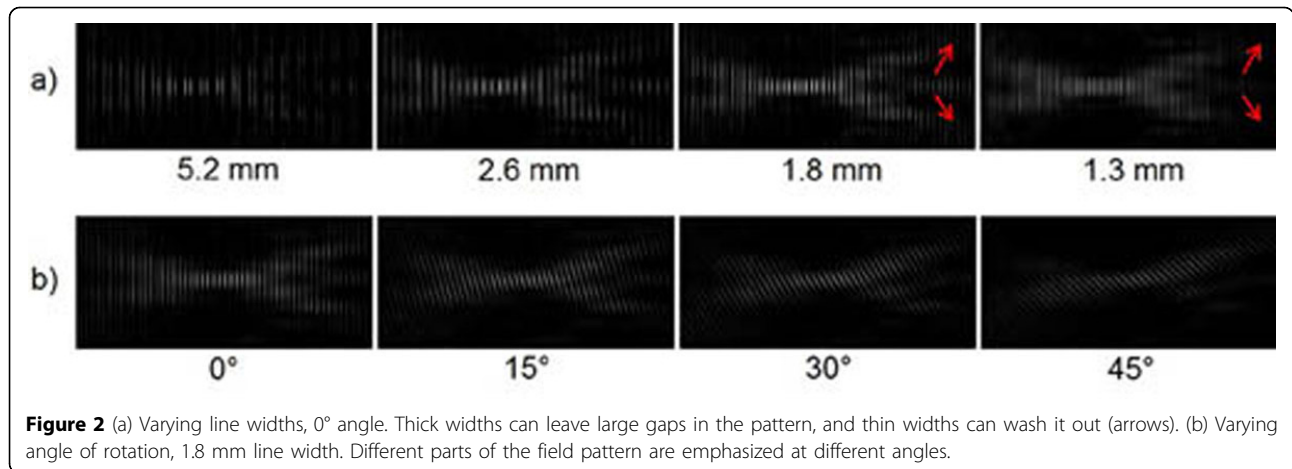 a)
5.2 mm 2.6 mm 1.8 mm 1.3 mm
b)
0° 15° 30° 45°
Figure 2 (a) Varying line widths, 0° angle. Thick widths can leave large gaps in the pattern, and thin widths can wash it out (arrows). (b) Varying
angle of rotation, 1.8 mm line width. Different parts of the field pattern are emphasized at different angles.